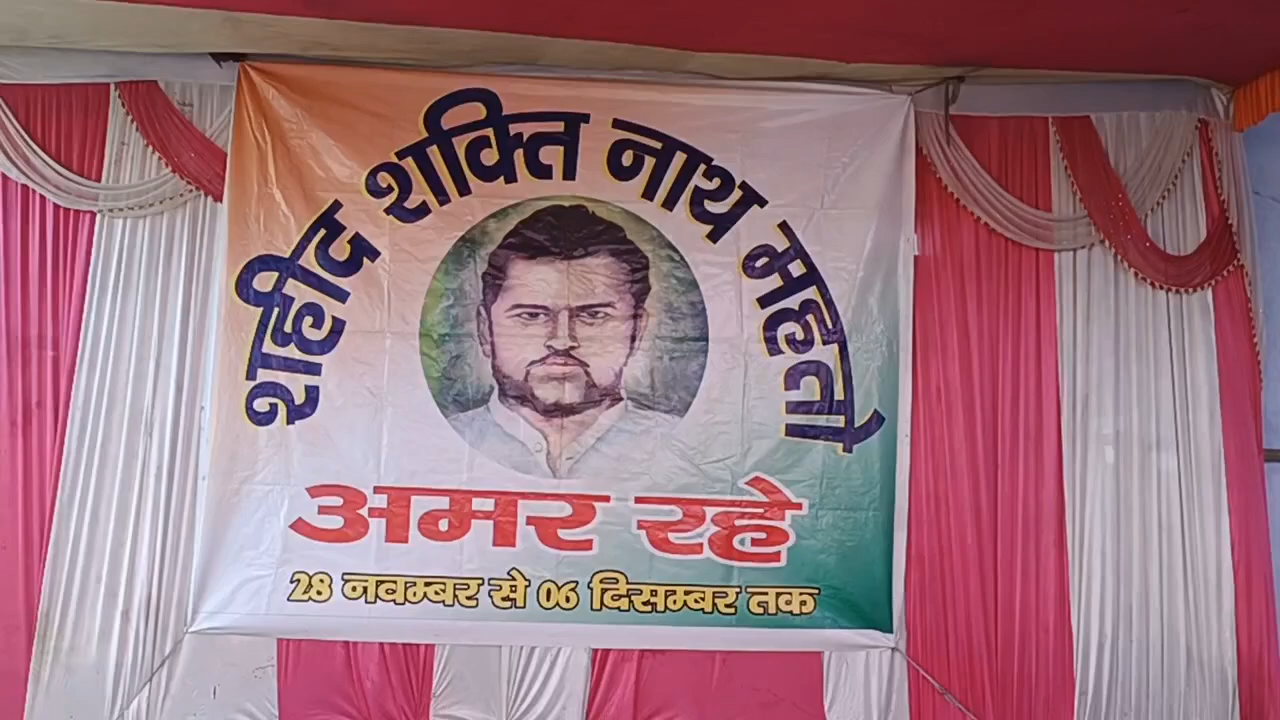 शहीद शक्ति नाथ महतो
अमर रहे
28 नवम्बर से 06 दिसम्बर तक